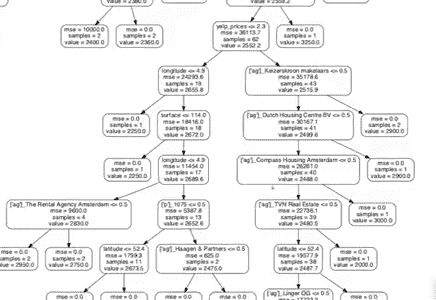 value = 2380.0
mse = 10000.0
samples = 2
value = 2400.0
mse = 0.0
samples = 2
value = 2360.0
yelp_prices <= 2.3
mse = 36113.7
samples = 62
value = 2552.2
mse = 0.0
samples = 1
value = 3250.0
longitude <= 4.9
mse = 24293.6
samples = 19
value = 2655.8
['ag']_Keizerskroon makelaars <= 0.5
mse = 35178.6
samples = 43
value = 2515.9
mse = 0.0
samples = 1
value = 2250.0
surface <= 114.0
mse = 18416.0
samples = 18
value = 2672.0
['ag']_Dutch Housing Centre BV <= 0.5
mse = 30167.1
samples = 41
value = 2499.6
mse = 0.0
samples = 2
value = 2900.0
mse = 0.0
samples = 1
value = 2250.0
longitude <= 4.9
mse = 11454.0
samples = 17
value = 2689.6
['ag']_Compass Housing Amsterdam <= 0.5
mse = 26261.0
samples = 40
value = 2488.0
mse = 0.0
samples = 1
value = 2900.0
['ag']_The Rental Agency Amsterdam <= 0.5
mse = 9600.0
samples = 4
value = 2830.0
['p']_1075 <= 0.5
mse = 5387.8
samples = 13
value = 2652.6
['ag']_TVN Real Estate <= 0.5
mse = 22736.1
samples = 39
value = 2480.5
mse = 0.0
samples = 1
value = 3000.0
mse = 0.0
samples = 2
value = 2950.0
mse = 0.0
samples = 2
value = 2750.0
latitude <= 52.4
mse = 1799.3
samples = 11
value = 2673.5
['ag']_Haagen & Partners <= 0.5
mse = 625.0
samples = 2
value = 2475.0
latitude <= 52.4
mse = 19577.9
samples = 38
value = 2487.7
mse = 0.0
samples = 1
value = 2000.0
mse = 0.0
mse = 0.0
mse = 0.0
['ag']_Linger OG <= 0.5
mse = 0.0